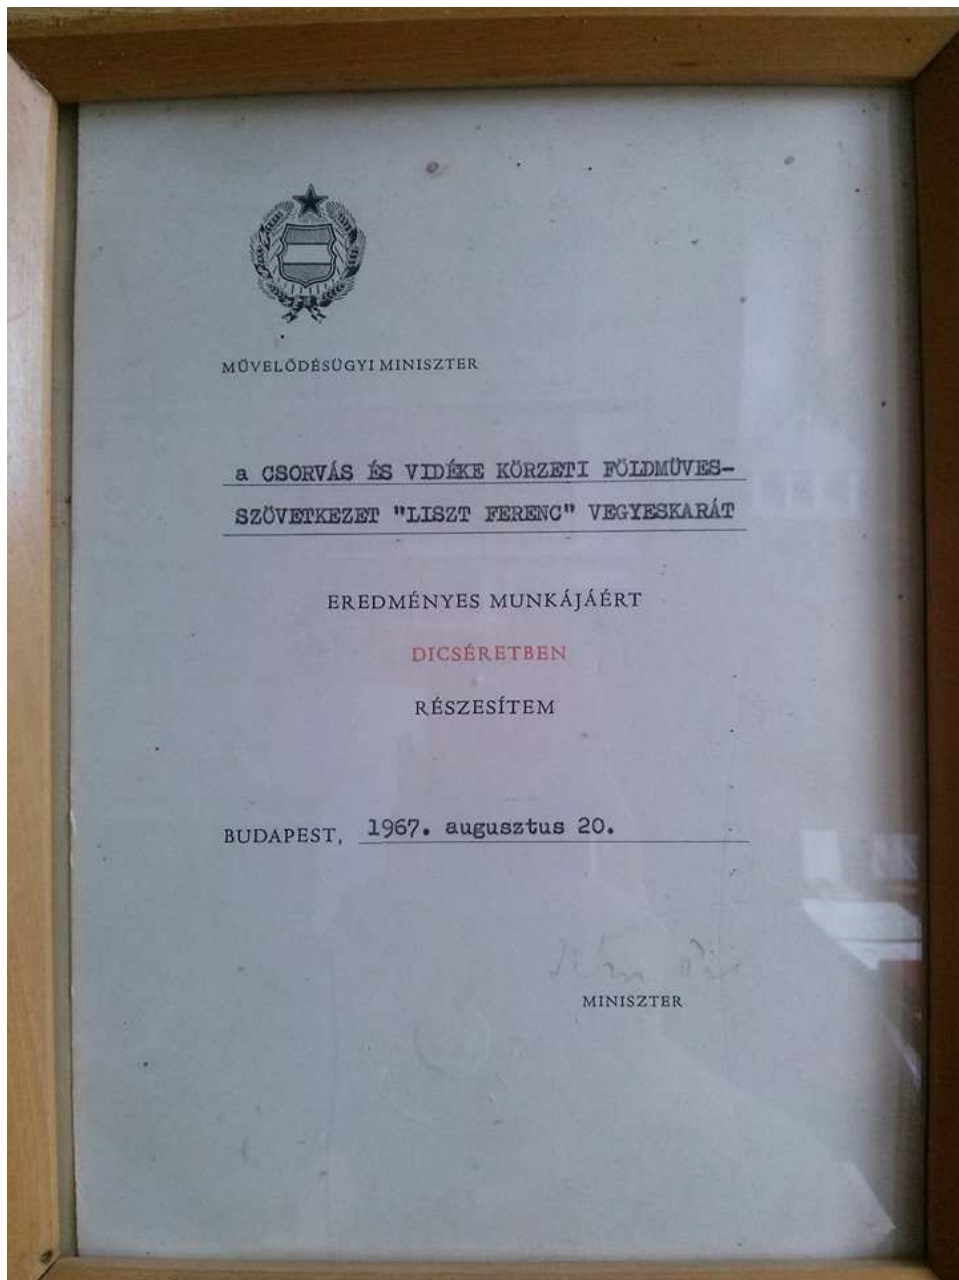 MŰVELŐDÉSÜGYI MINISZTER
a CSORVÁS ÉS VIDÉKE KÖRZETI FÖLDMÜVES-
SZÖVETKEZET "LISZT FERENC" VEGYESKARÁT
EREDMÉNYES MUNKÁJÁÉRT
DICSÉRETBEN
RÉSZESÍTEM
BUDAPEST, 1967. augusztus 20.
MINISZTER